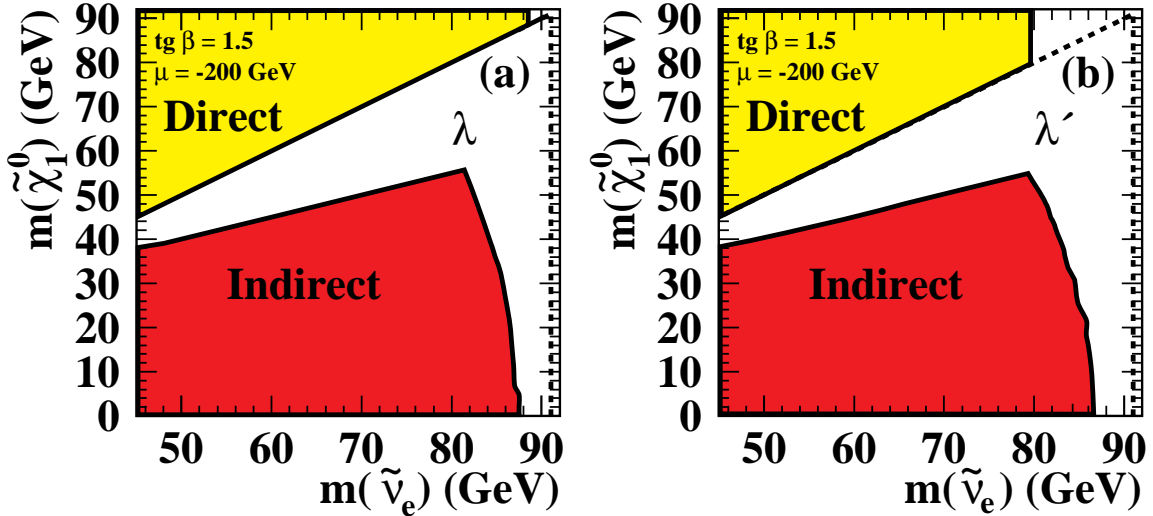 m(χ̃₁⁰) (GeV)
90
80
70
60
50
40
30
20
10
0
tg β = 1.5
μ = -200 GeV
(a)
Direct
λ
Indirect
50 60 70 80 90
m(ν̃ₑ) (GeV)
m(χ̃₁⁰) (GeV)
90
80
70
60
50
40
30
20
10
0
tg β = 1.5
μ = -200 GeV
(b)
Direct
λ´
Indirect
50 60 70 80 90
m(ν̃ₑ) (GeV)